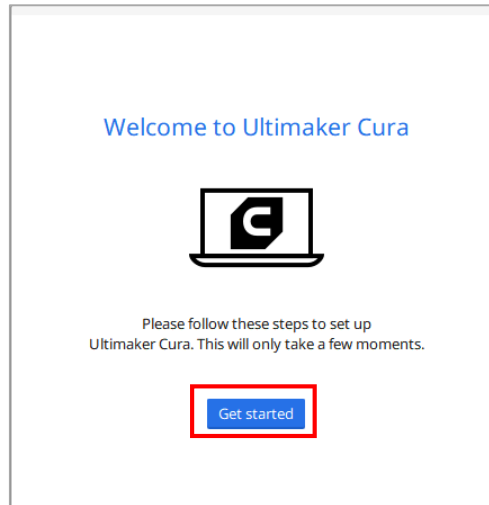 Welcome to Ultimaker Cura
Please follow these steps to set up
Ultimaker Cura. This will only take a few moments.
Get started